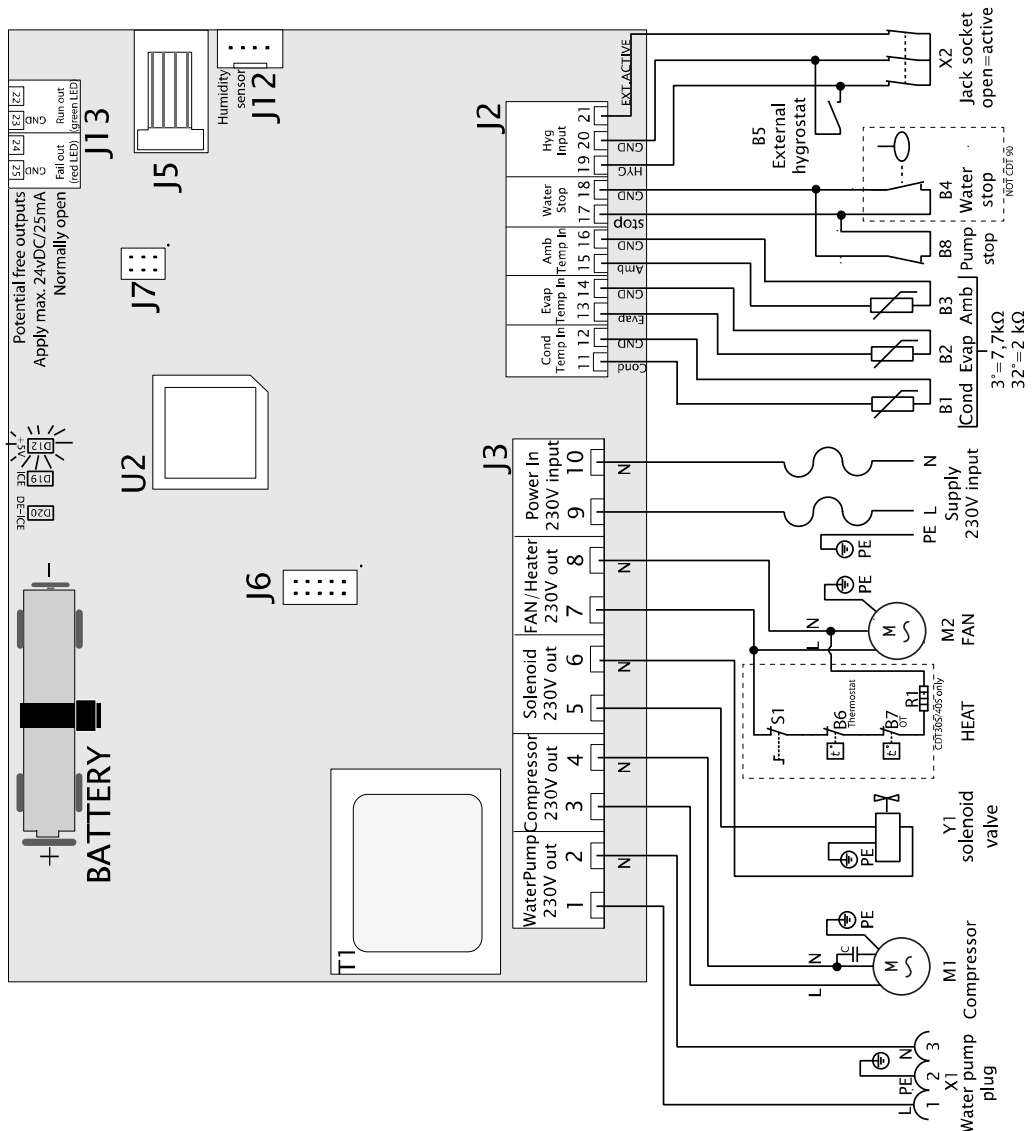 22
23
24
25
GND
GND
Run out
(green LED)
Fail out
(red LED)
J13
Potential free outputs
Apply max. 24vDC/25mA
Normally open
J5
Humidity
sensor
J12
J7
+5V
D12
ICE
D19
DE-ICE
D20
U2
J6
BATTERY
+
−
T1
J2
Hyg
Input
21
20
19
EXT.ACTIVE
GND
HYG
Water
Stop
18
17
GND
stop
Amb
Temp In
16
15
GND
Amb
Evap
Temp In
14
13
GND
Evap
Cond
Temp In
12
11
GND
Cond
J3
Power In
230V input
10
9
N
FAN/Heater
230V out
8
7
N
Solenoid
230V out
6
5
N
Compressor
230V out
4
3
N
WaterPump
230V out
2
1
N
X2
Jack socket
open=active
B5
External
hygrostat
B4
Water
stop
NOT CDT 90
B8
Pump
stop
B3
Amb
B2
Evap
B1
Cond
3°=7,7kΩ
32°=2 kΩ
N
L
PE
Supply
230V input
PE
PE
N
L
M
M2
FAN
S1
B6
Thermostat
t°
B7
OT
t°
R1
CDT30S/40S only
HEAT
PE
Y1
solenoid
valve
PE
N
L
C
M
M1
Compressor
N
PE
L
3
2
1
X1
Water pump
plug